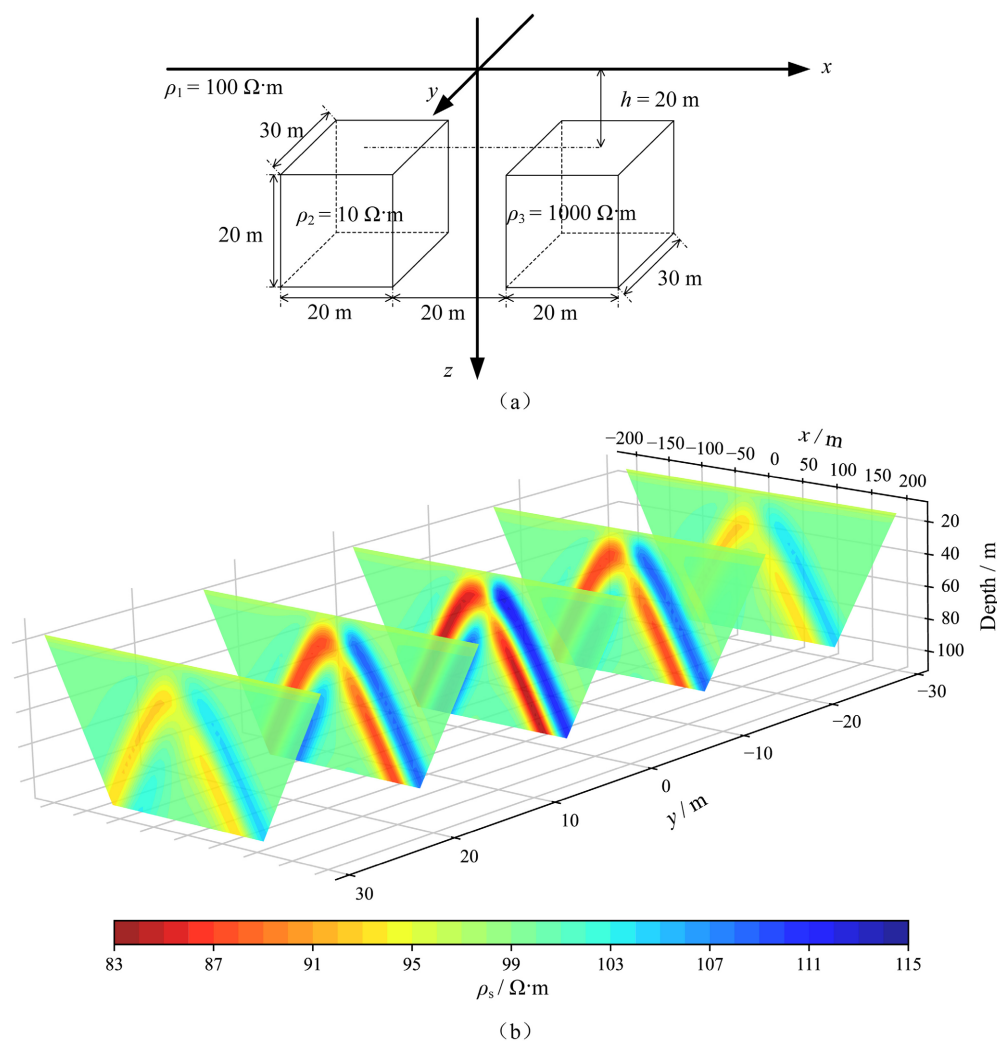 x
ρ₁ = 100 Ω·m
y
h = 20 m
30 m
ρ₂ = 10 Ω·m
ρ₃ = 1000 Ω·m
20 m
30 m
20 m
20 m
20 m
z
（a）
x / m
−200 −150 −100 −50 0 50 100 150 200
20
40
60
80
100
Depth / m
−30
−20
−10
0
10
20
30
y / m
83 87 91 95 99 103 107 111 115
ρₛ / Ω·m
（b）